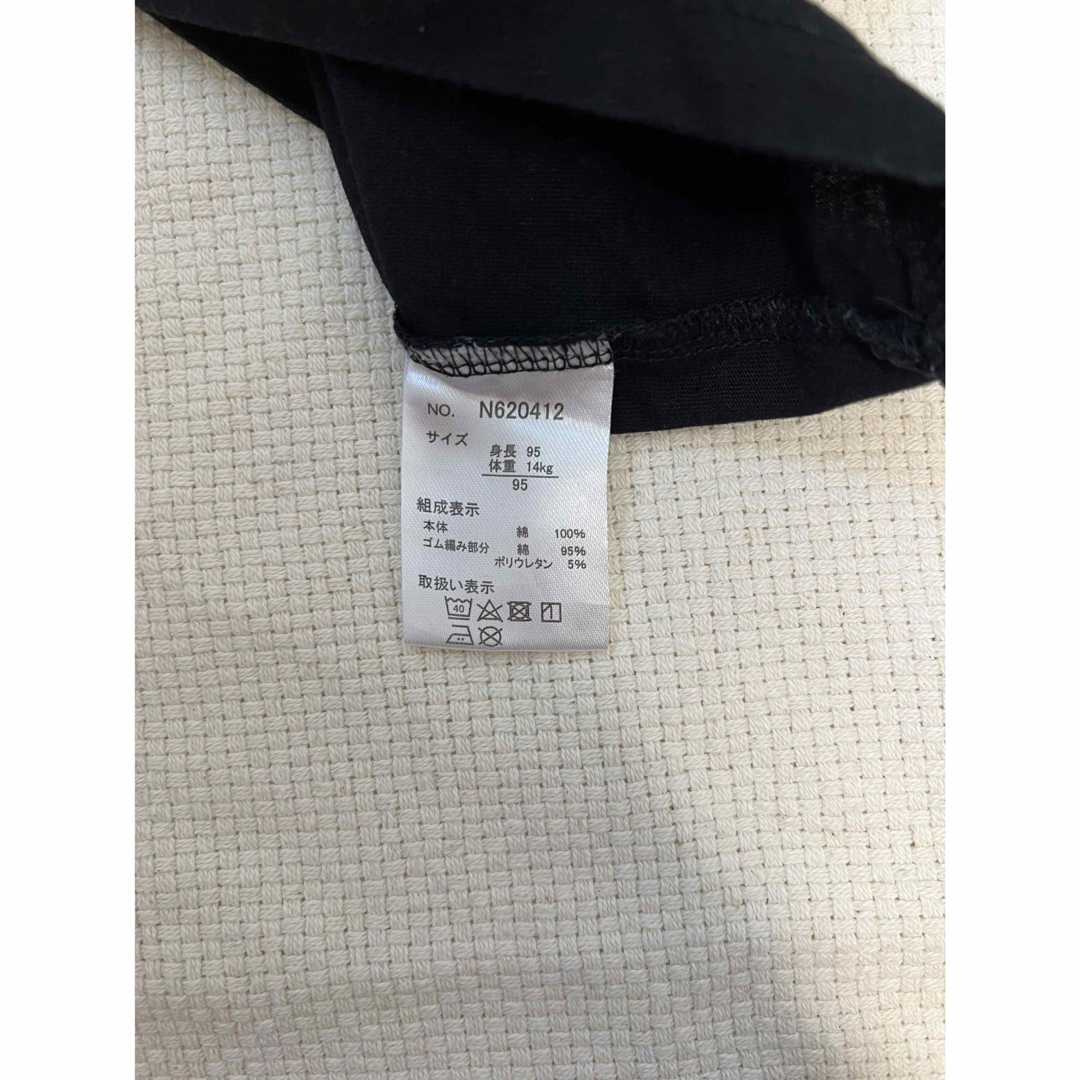 NO. N620412
サイズ
身長 95
体重 14kg
95
組成表示
本体 綿 100%
ゴム編み部分 綿 95%
ポリウレタン 5%
取扱い表示
40